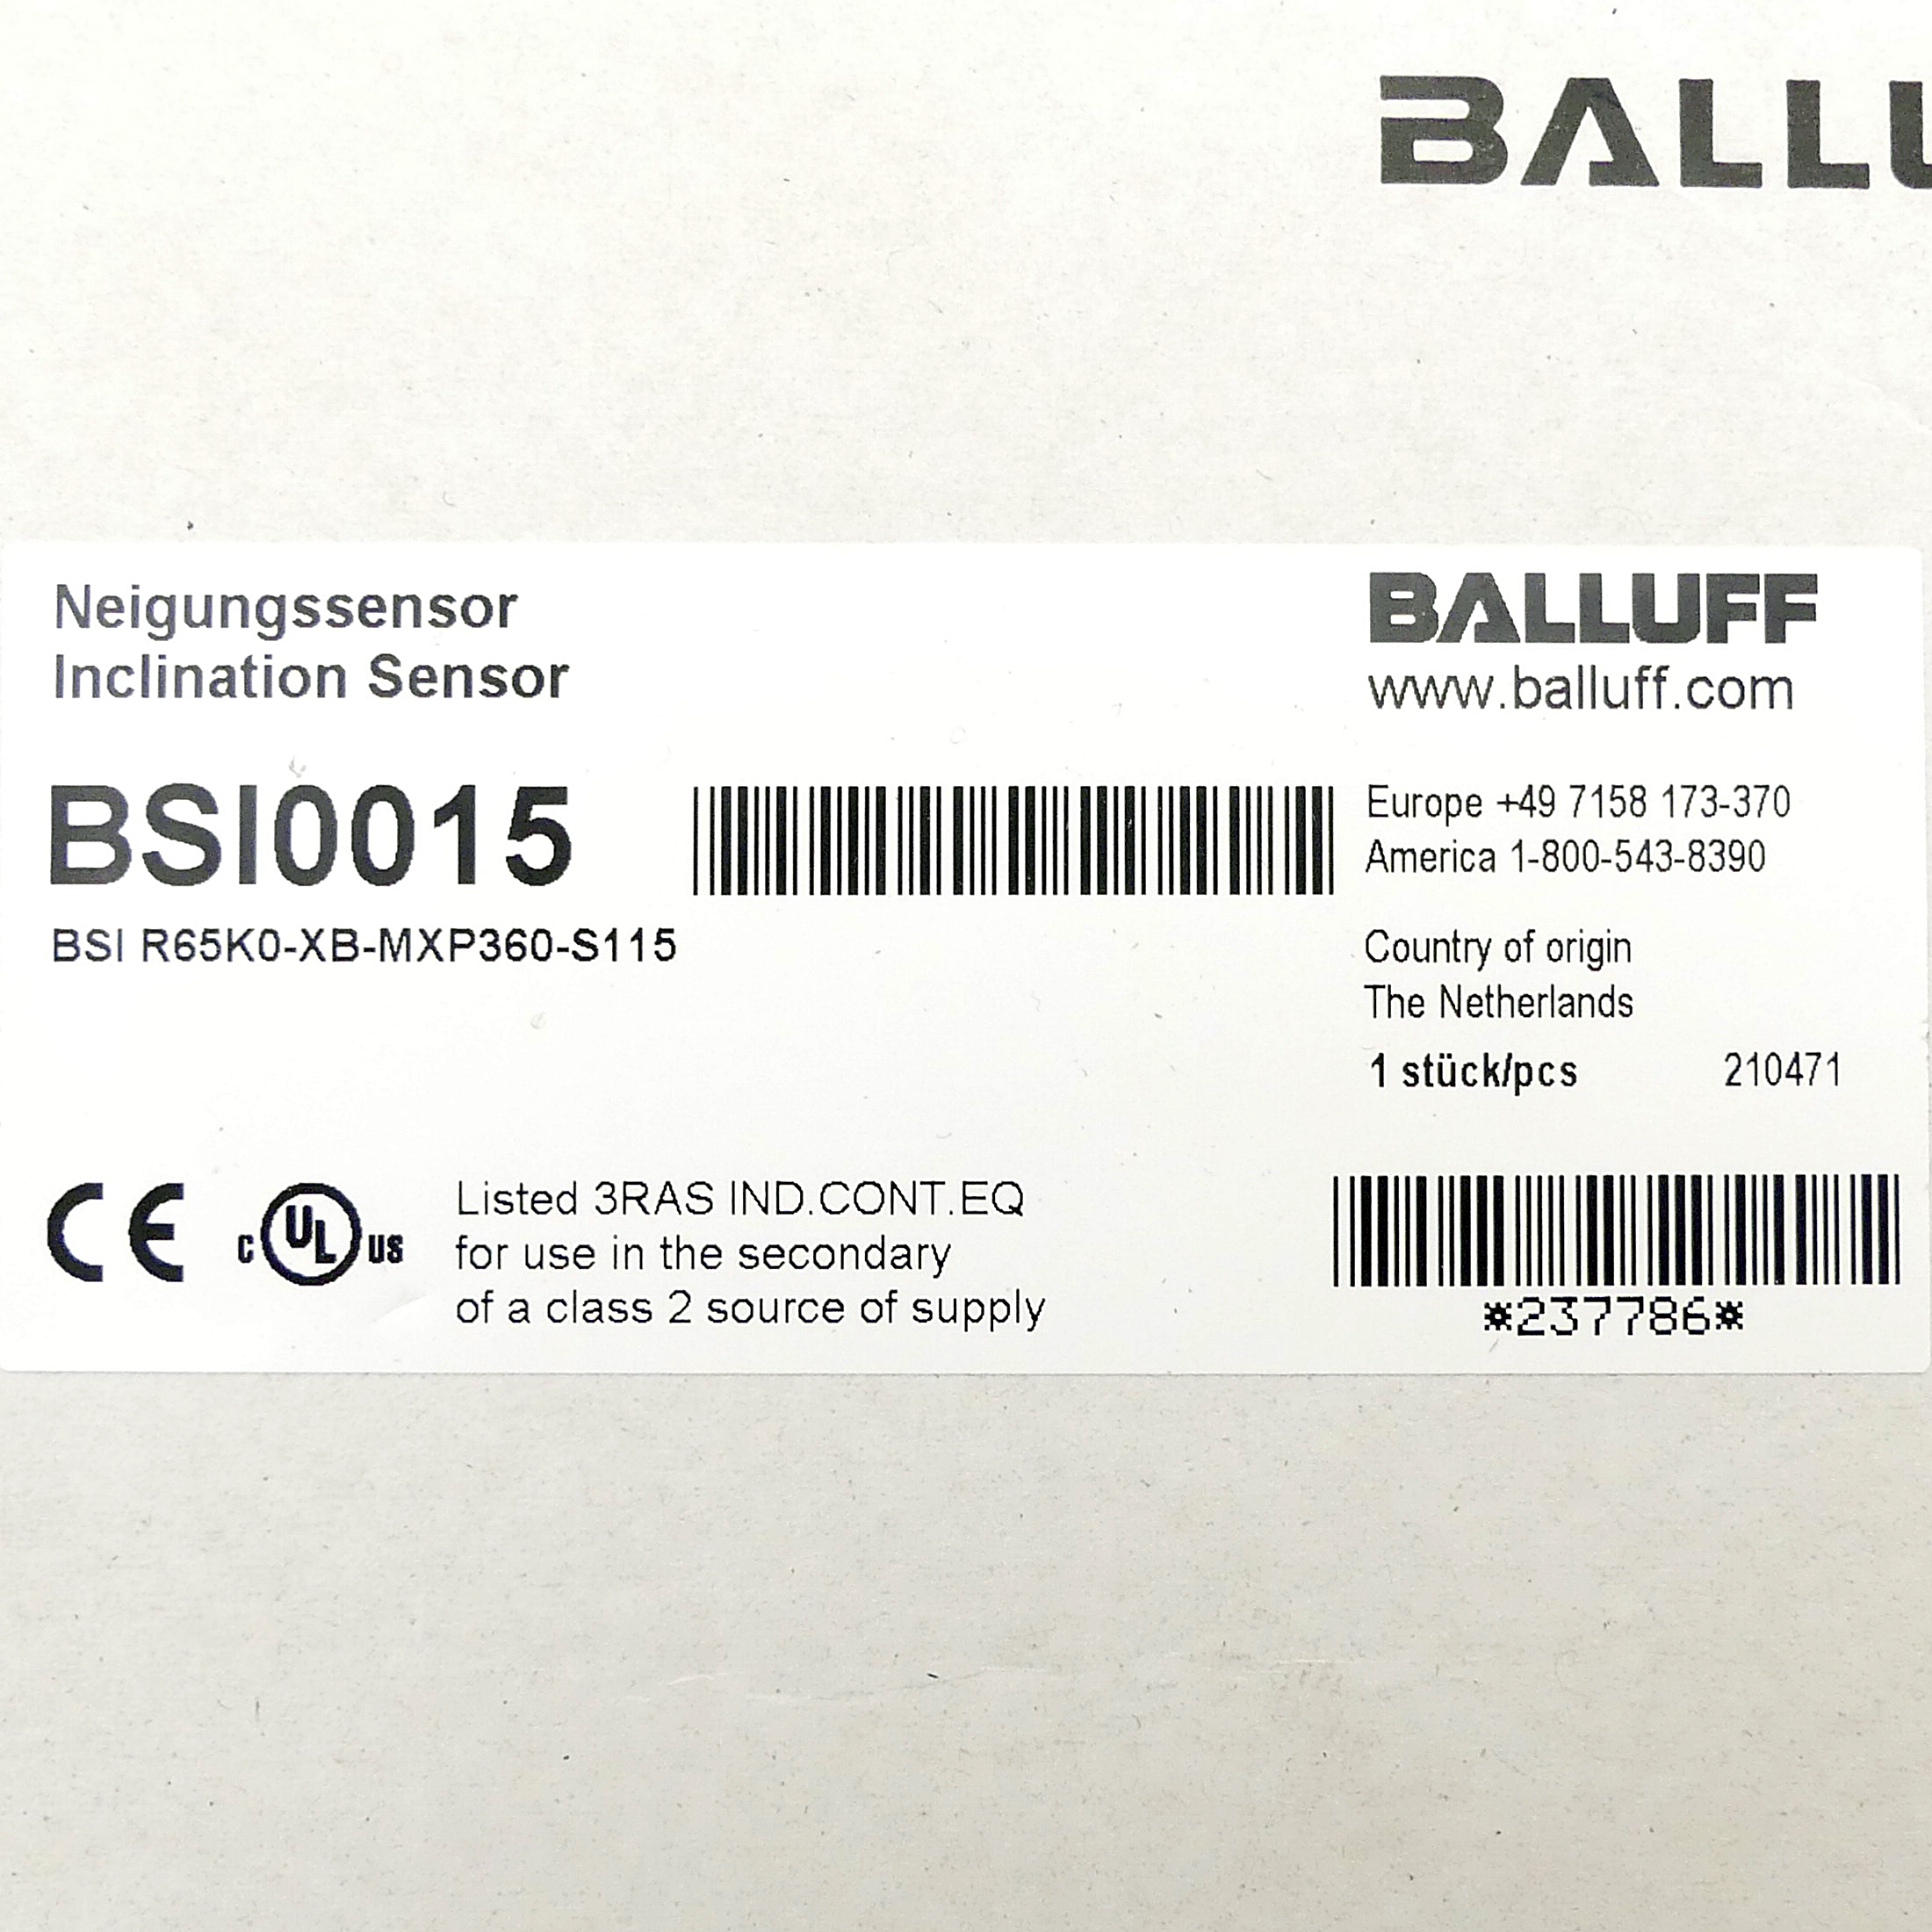 BALLU
Neigungssensor
Inclination Sensor
BALLUFF
www.balluff.com
BSI0015
BSI R65K0-XB-MXP360-S115
Europe +49 7158 173-370
America 1-800-543-8390
Country of origin
The Netherlands
1 stück/pcs 210471
CE
c UL us
Listed 3RAS IND.CONT.EQ
for use in the secondary
of a class 2 source of supply
*237786*